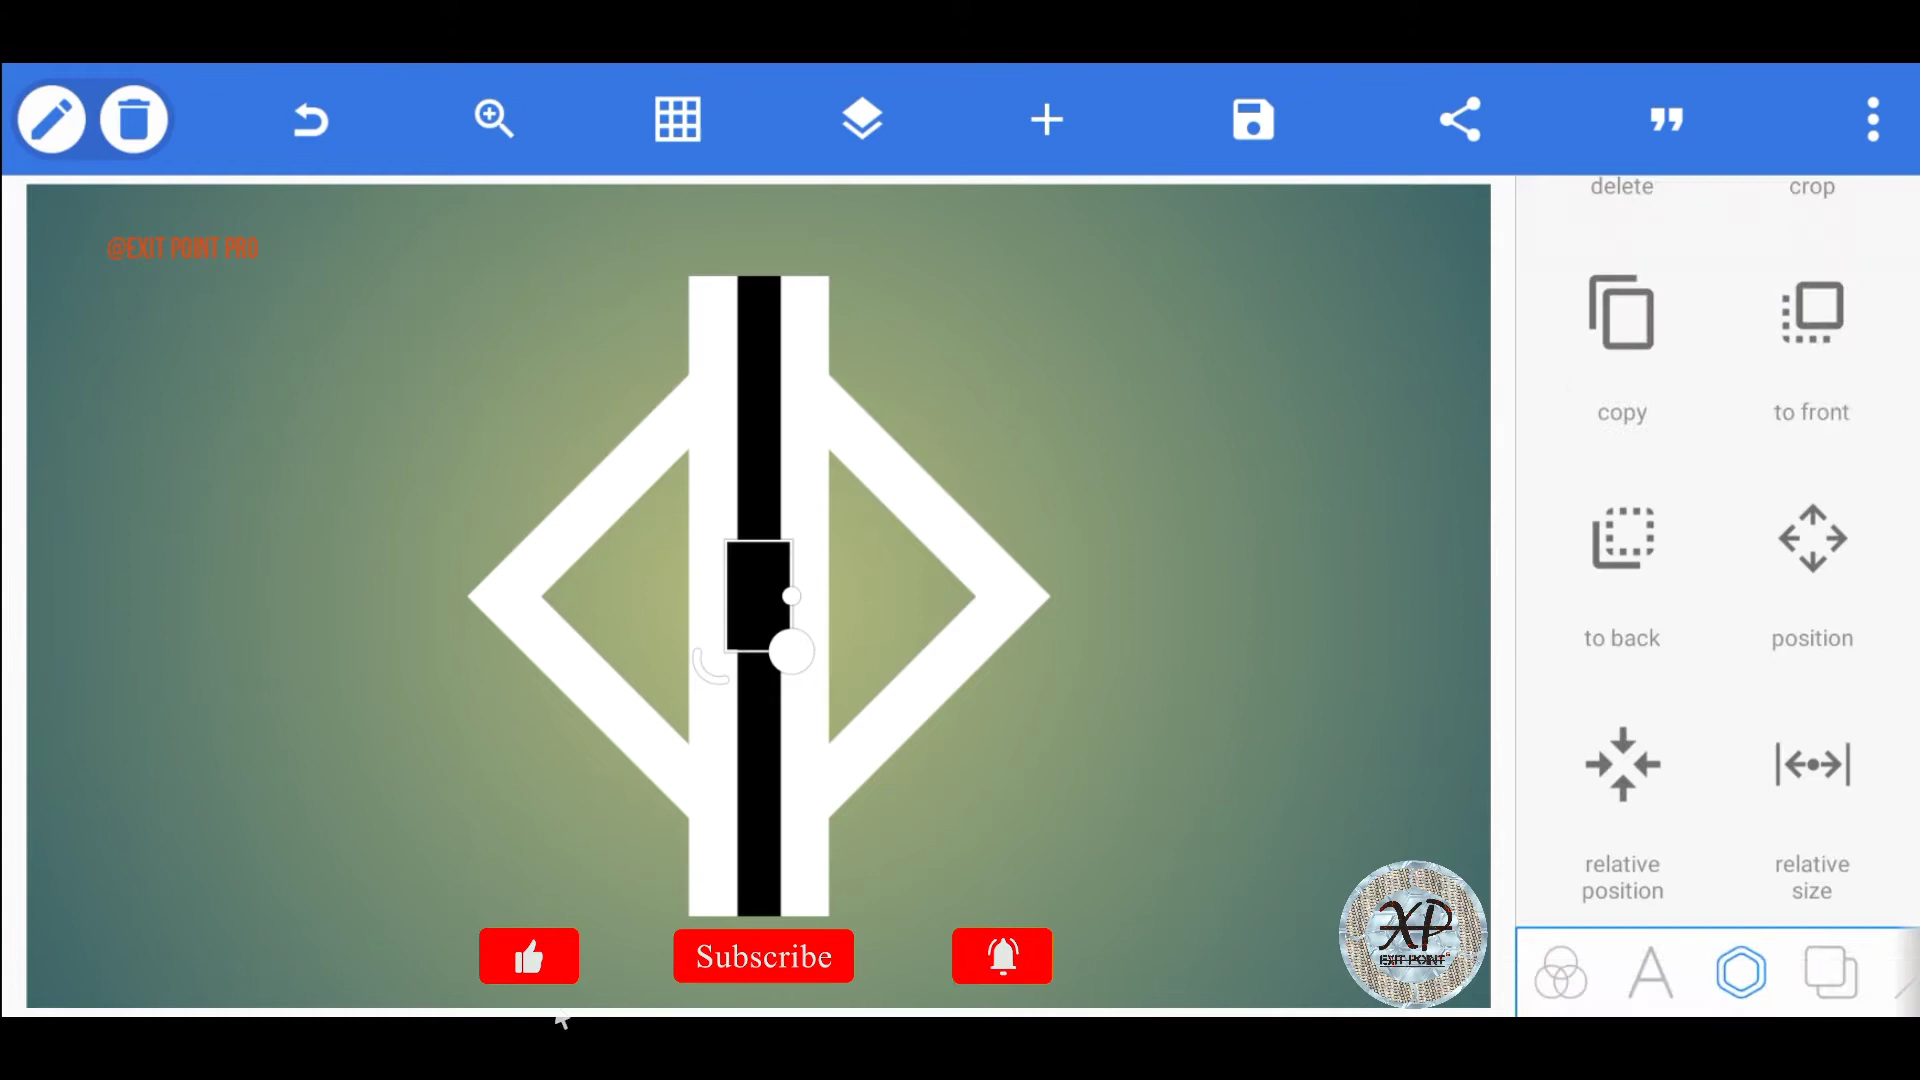 delete crop
@EXIT POINT PRO
copy to front
to back position
relative position
relative size
Subscribe
XP
EXIT POINT